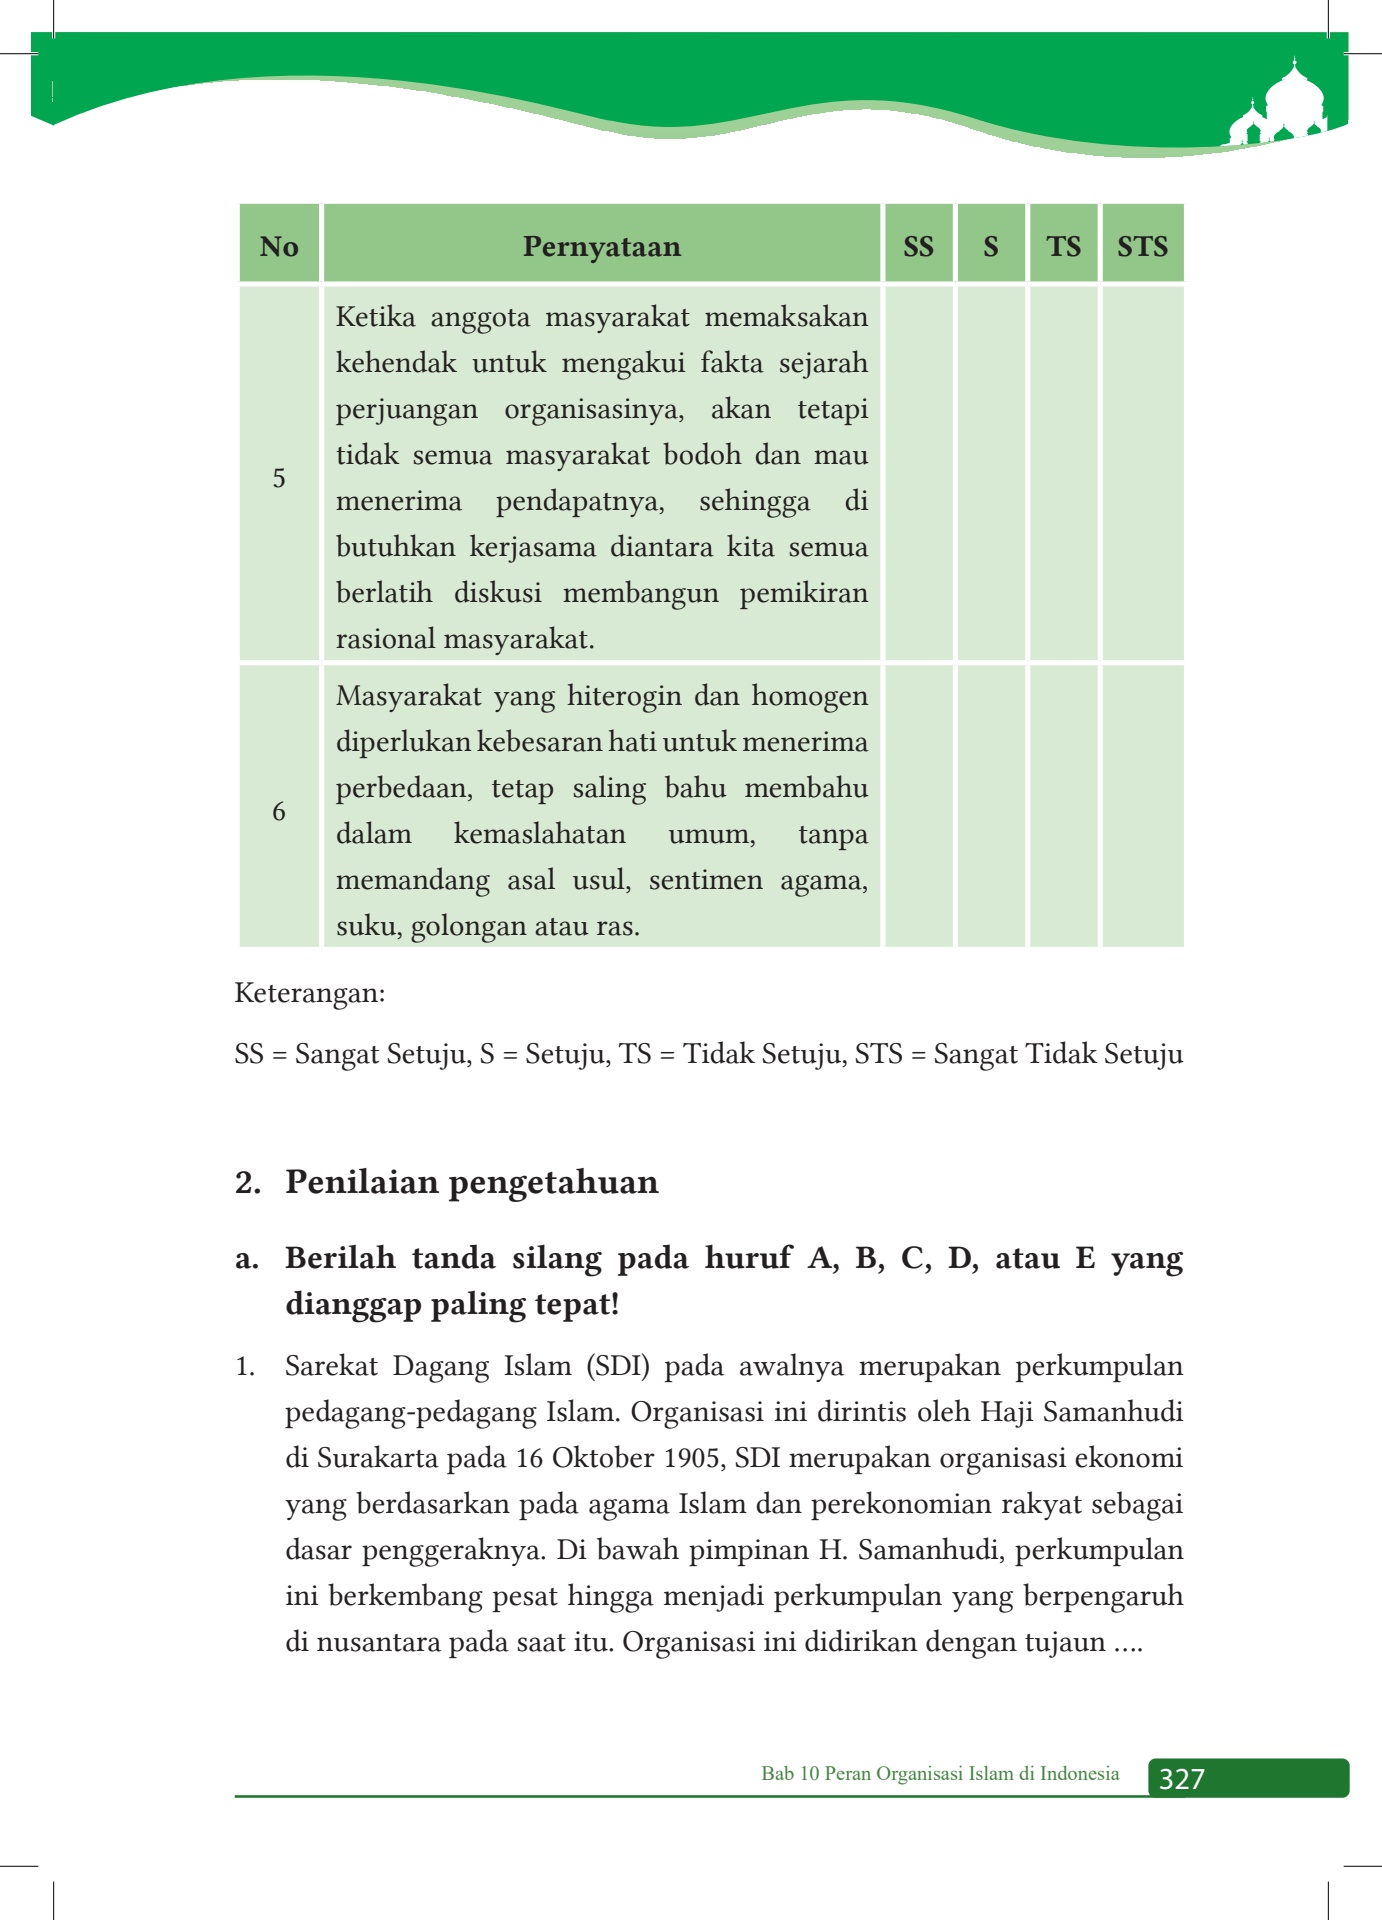 No Pernyataan SS S TS STS
Ketika anggota masyarakat memaksakan
kehendak untuk mengakui fakta sejarah
perjuangan organisasinya, akan tetapi
tidak semua masyarakat bodoh dan mau
5
menerima pendapatnya, sehingga di
butuhkan kerjasama diantara kita semua
berlatih diskusi membangun pemikiran
rasional masyarakat.
Masyarakat yang hiterogin dan homogen
diperlukan kebesaran hati untuk menerima
perbedaan, tetap saling bahu membahu
6
dalam kemaslahatan umum, tanpa
memandang asal usul, sentimen agama,
suku, golongan atau ras.
Keterangan:
SS = Sangat Setuju, S = Setuju, TS = Tidak Setuju, STS = Sangat Tidak Setuju
2. Penilaian pengetahuan
a. Berilah tanda silang pada huruf A, B, C, D, atau E yang
dianggap paling tepat!
1. Sarekat Dagang Islam (SDI) pada awalnya merupakan perkumpulan
pedagang-pedagang Islam. Organisasi ini dirintis oleh Haji Samanhudi
di Surakarta pada 16 Oktober 1905, SDI merupakan organisasi ekonomi
yang berdasarkan pada agama Islam dan perekonomian rakyat sebagai
dasar penggeraknya. Di bawah pimpinan H. Samanhudi, perkumpulan
ini berkembang pesat hingga menjadi perkumpulan yang berpengaruh
di nusantara pada saat itu. Organisasi ini didirikan dengan tujaun ….
Bab 10 Peran Organisasi Islam di Indonesia 327